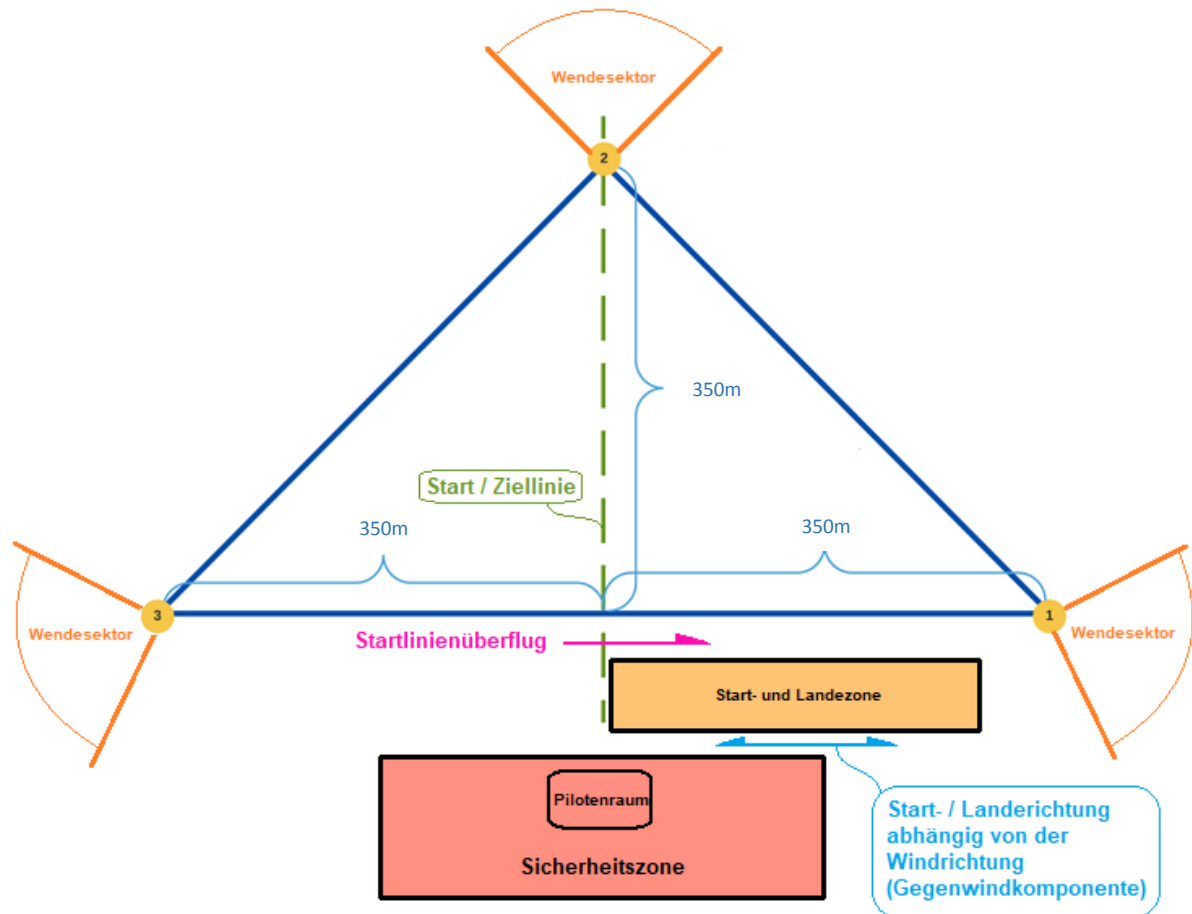 Wendesektor
2
350m
Start / Ziellinie
350m
350m
3
1
Wendesektor
Wendesektor
Startlinienüberflug
Start- und Landezone
Pilotenraum
Sicherheitszone
Start- / Landerichtung
abhängig von der
Windrichtung
(Gegenwindkomponente)